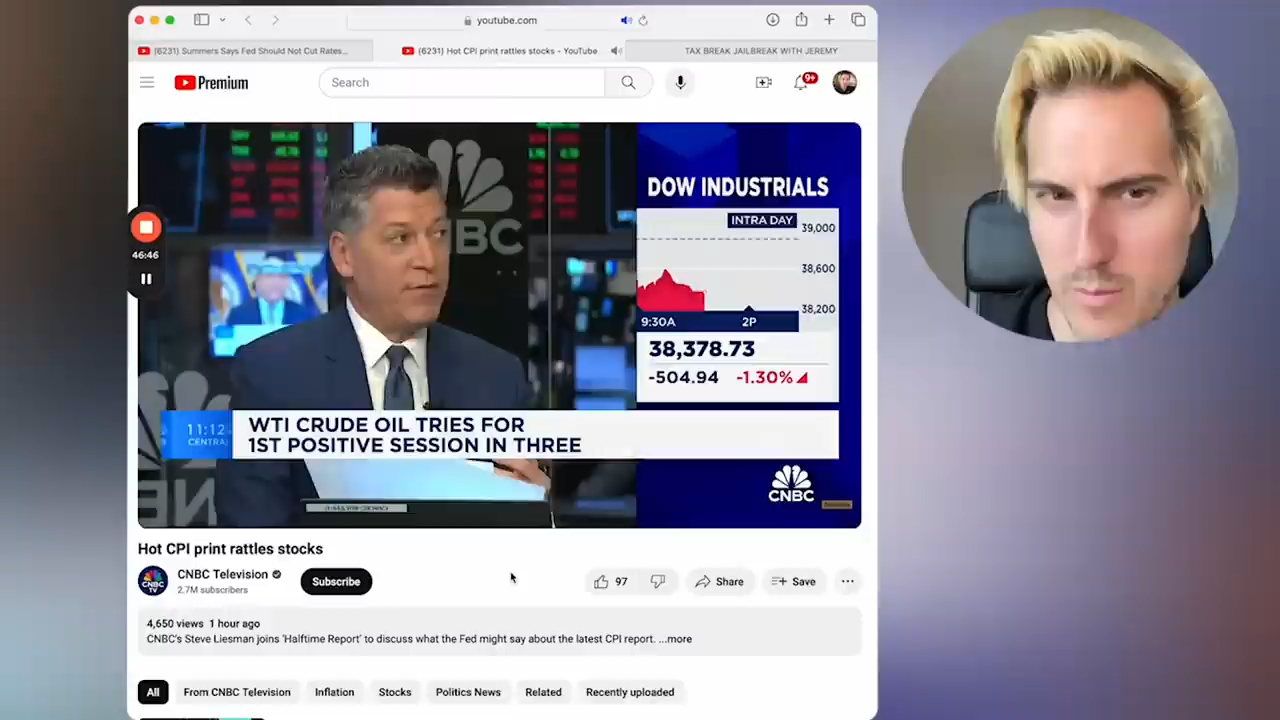 youtube.com
(6231) Summers Says Fed Should Not Cut Rates...
(6231) Hot CPI print rattles stocks - YouTube
TAX BREAK JAILBREAK WITH JEREMY
Premium
Search
9+
CNBC
DOW INDUSTRIALS
INTRA DAY
39,000
38,600
38,200
9:30A
2P
38,378.73
-504.94 -1.30%
46:46
11:12
CENTRAL
WTI CRUDE OIL TRIES FOR
1ST POSITIVE SESSION IN THREE
CNBC
Hot CPI print rattles stocks
CNBC Television
2.7M subscribers
Subscribe
97
Share
Save
4,650 views 1 hour ago
CNBC's Steve Liesman joins 'Halftime Report' to discuss what the Fed might say about the latest CPI report. ...more
All
From CNBC Television
Inflation
Stocks
Politics News
Related
Recently uploaded